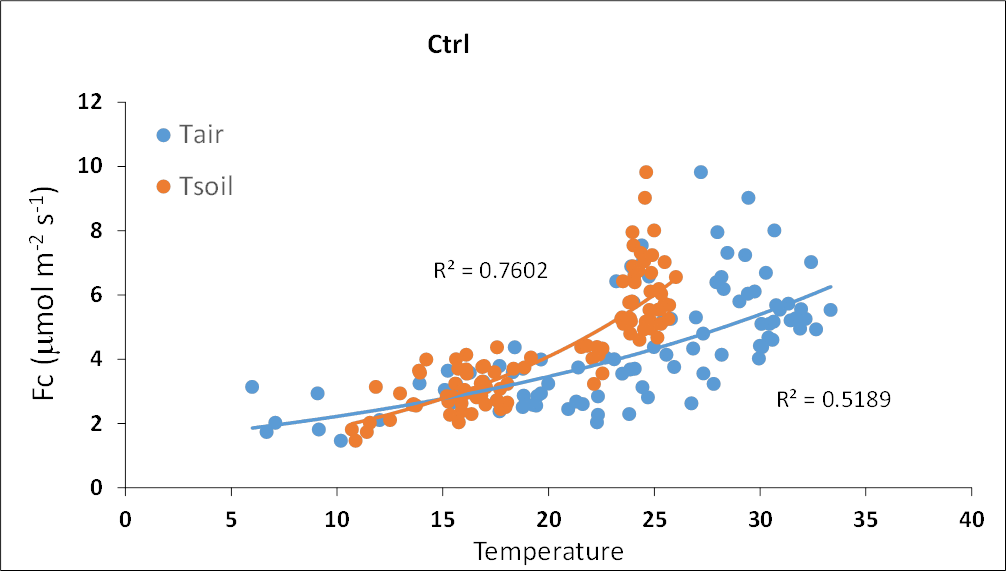 Ctrl
12
10
8
6
4
2
0
Fc (µmol m⁻² s⁻¹)
Tair
Tsoil
R² = 0.7602
R² = 0.5189
0 5 10 15 20 25 30 35 40
Temperature